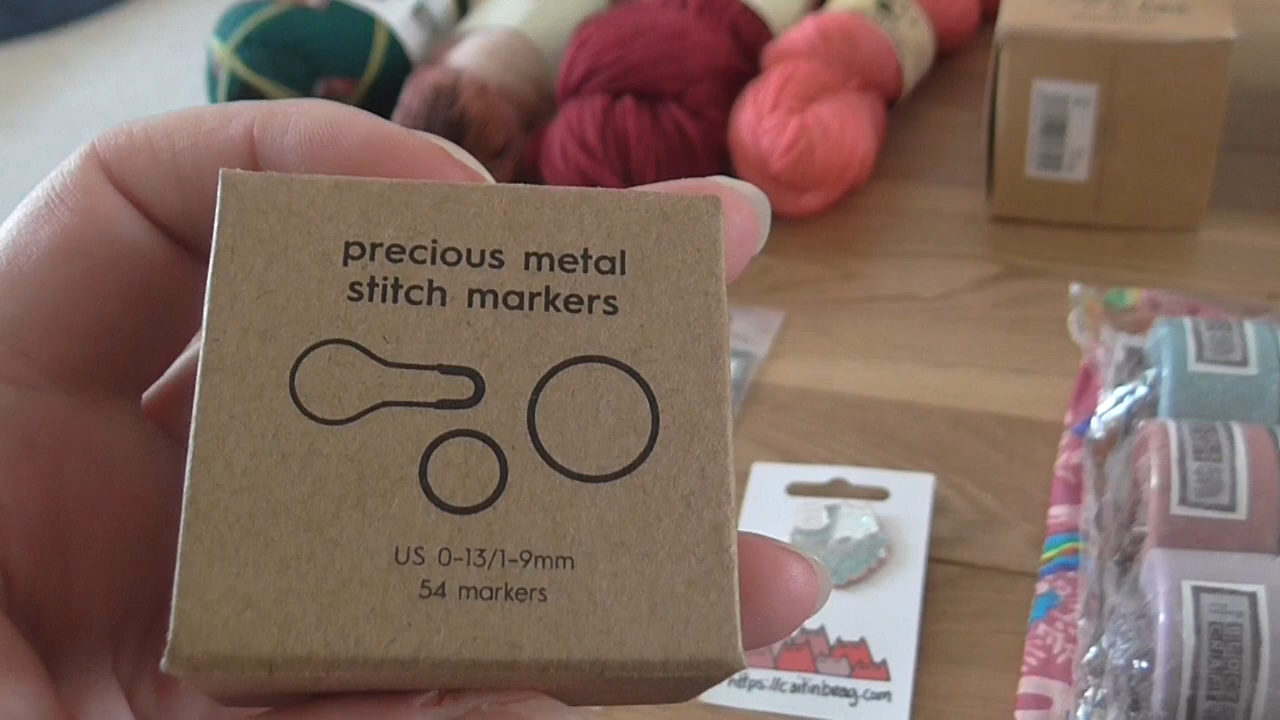 precious metal
stitch markers
US 0-13/1-9mm
54 markers
https://caitinbeag.com